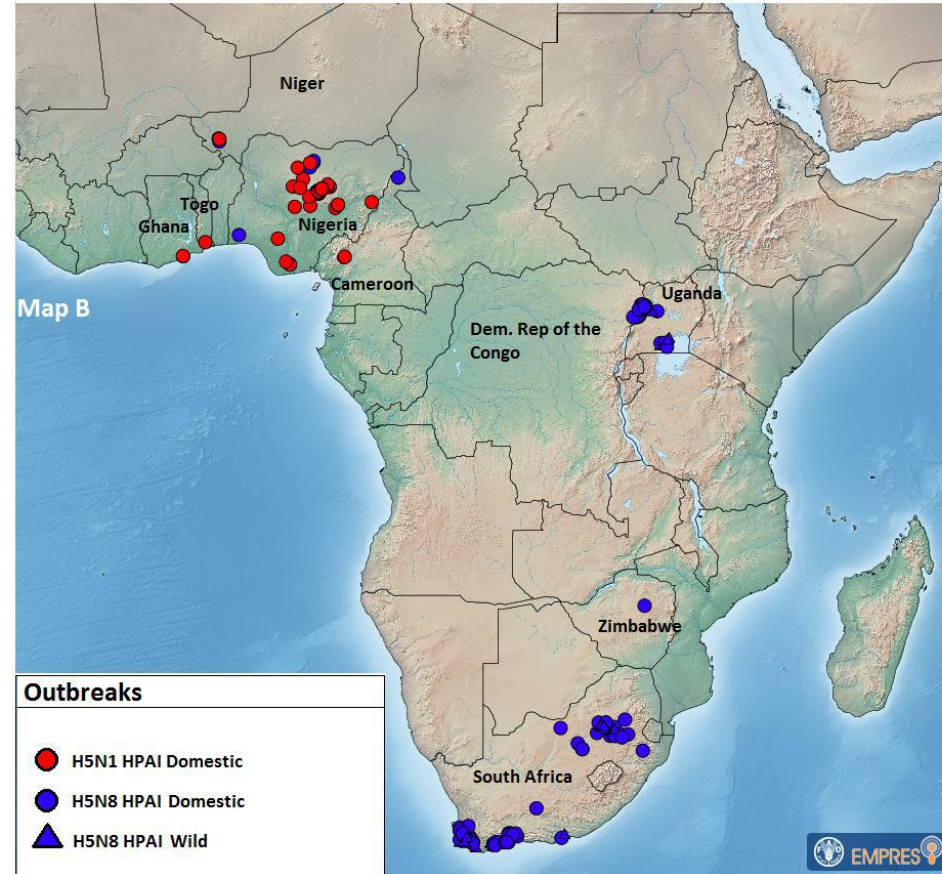 Niger
Togo
Ghana
Nigeria
Map B
Cameroon
Uganda
Dem. Rep of the
Congo
Zimbabwe
South Africa
Outbreaks
H5N1 HPAI Domestic
H5N8 HPAI Domestic
H5N8 HPAI Wild
EMPRES